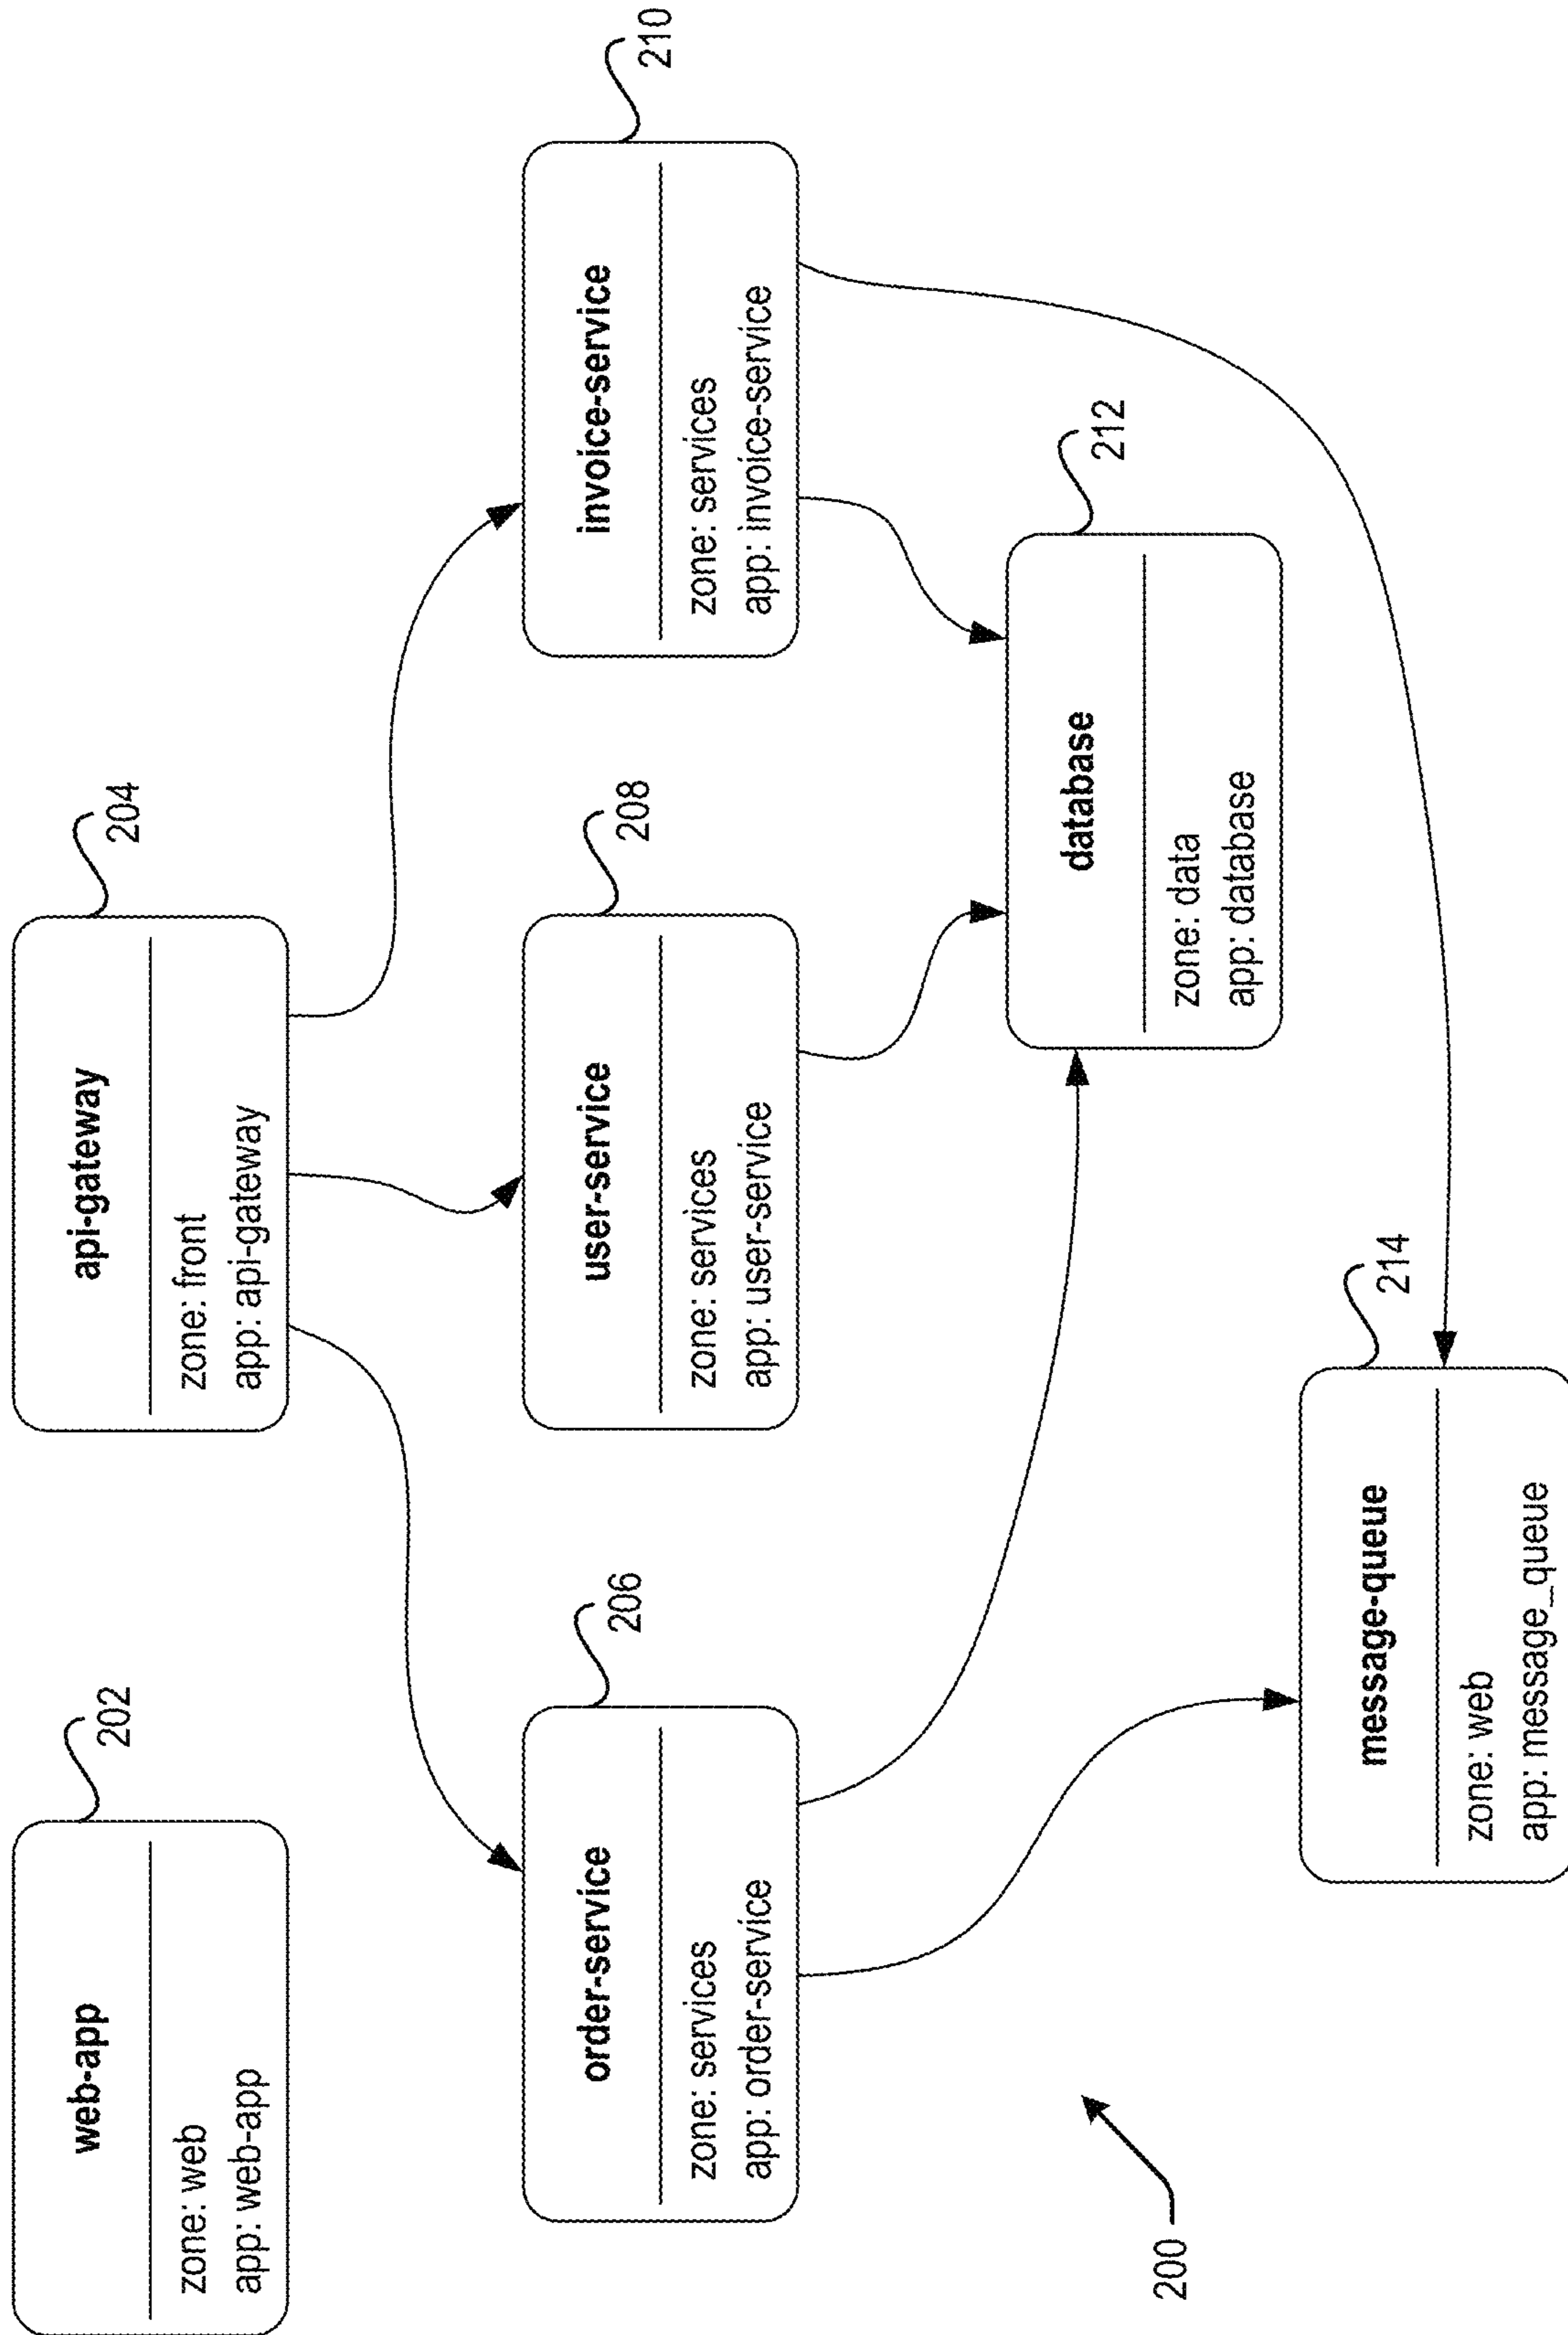 web-app
zone: web
app: web-app
202
api-gateway
zone: front
app: api-gateway
204
order-service
zone: services
app: order-service
206
user-service
zone: services
app: user-service
208
invoice-service
zone: services
app: invoice-service
210
database
zone: data
app: database
212
message-queue
zone: web
app: message_queue
214
200